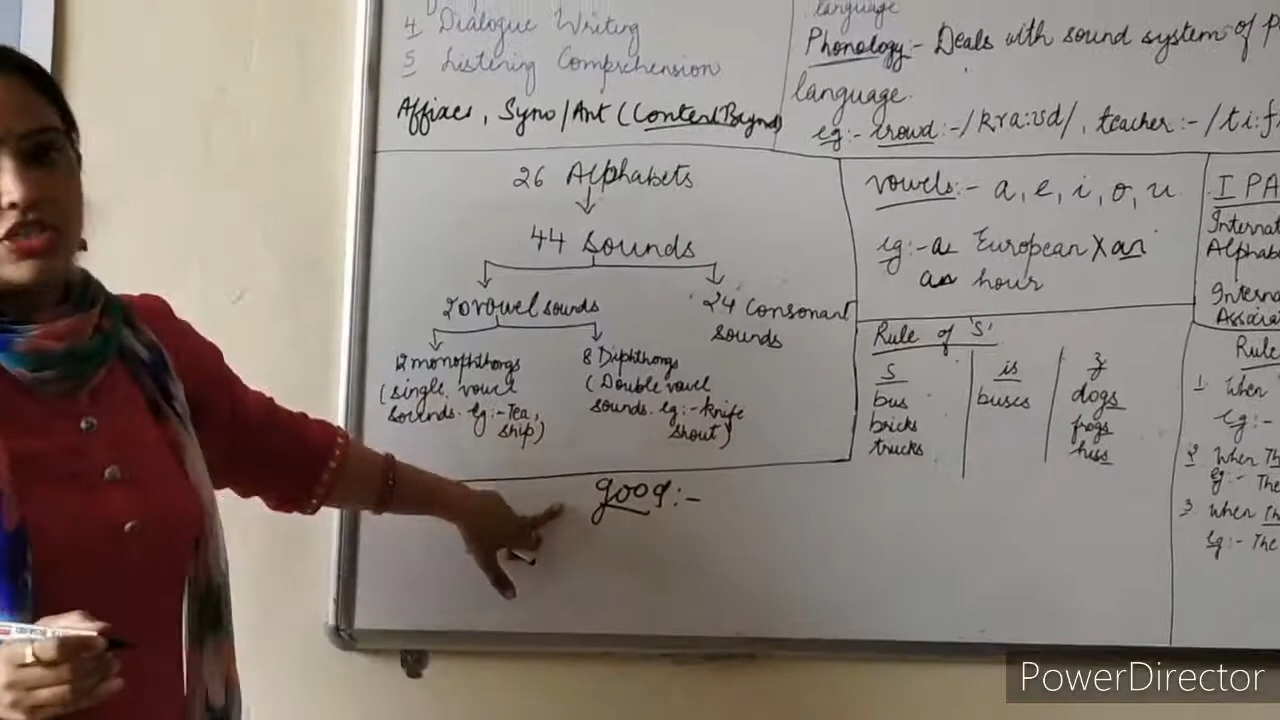 4 Dialogue Writing
5 Listening Comprehension
Affixes, Syno/Ant (Context
language
Phonology:- Deals with sound system of
language.
eg:- crowd:-/kra:ʊd/, teacher:- /ti:
26 Alphabets
44 sounds
20 vowel sounds
24 consonant
sounds
12 monophthongs
(single vowel
sounds. eg:- Tea,
ship)
8 Diphthongs
(Double vowel
sounds. eg:- knife
shout)
vowels:- a, e, i, o, u
eg:- a European X an
an hour
Rule of 'S'
S
bus
bricks
trucks
is
buses
z
dogs
frogs
hiss
IPA
Internat
Alphabe
Interna
Associa
Rule
1 When
eg:-
2 When Th
eg:- The
3 When Th
eg:- The
good:-
PowerDirector